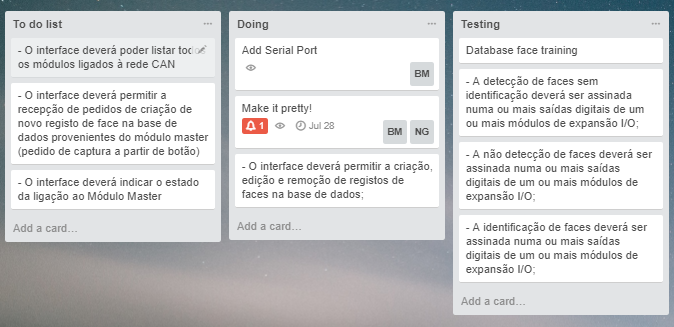 To do list
- O interface deverá poder listar todos
os módulos ligados à rede CAN
- O interface deverá permitir a
recepção de pedidos de criação de
novo registo de face na base de
dados provenientes do módulo master
(pedido de captura a partir de botão)
- O interface deverá indicar o estado
da ligação ao Módulo Master
Add a card…
Doing
Add Serial Port
BM
Make it pretty!
1
Jul 28
BM
NG
- O interface deverá permitir a criação,
edição e remoção de registos de
faces na base de dados;
Add a card…
Testing
Database face training
- A detecção de faces sem
identificação deverá ser assinada
numa ou mais saídas digitais de um
ou mais módulos de expansão I/O;
- A não detecção de faces deverá ser
assinada numa ou mais saídas
digitais de um ou mais módulos de
expansão I/O;
- A identificação de faces deverá ser
assinada numa ou mais saídas
digitais de um ou mais módulos de
expansão I/O;
Add a card…